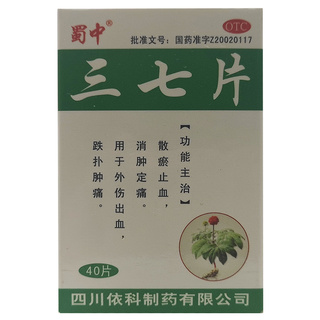 蜀中
OTC
批准文号：国药准字Z20020117
三七片
【功能主治】
散瘀止血，
消肿定痛。
用于外伤出血，
跌扑肿痛。
40片
四川依科制药有限公司